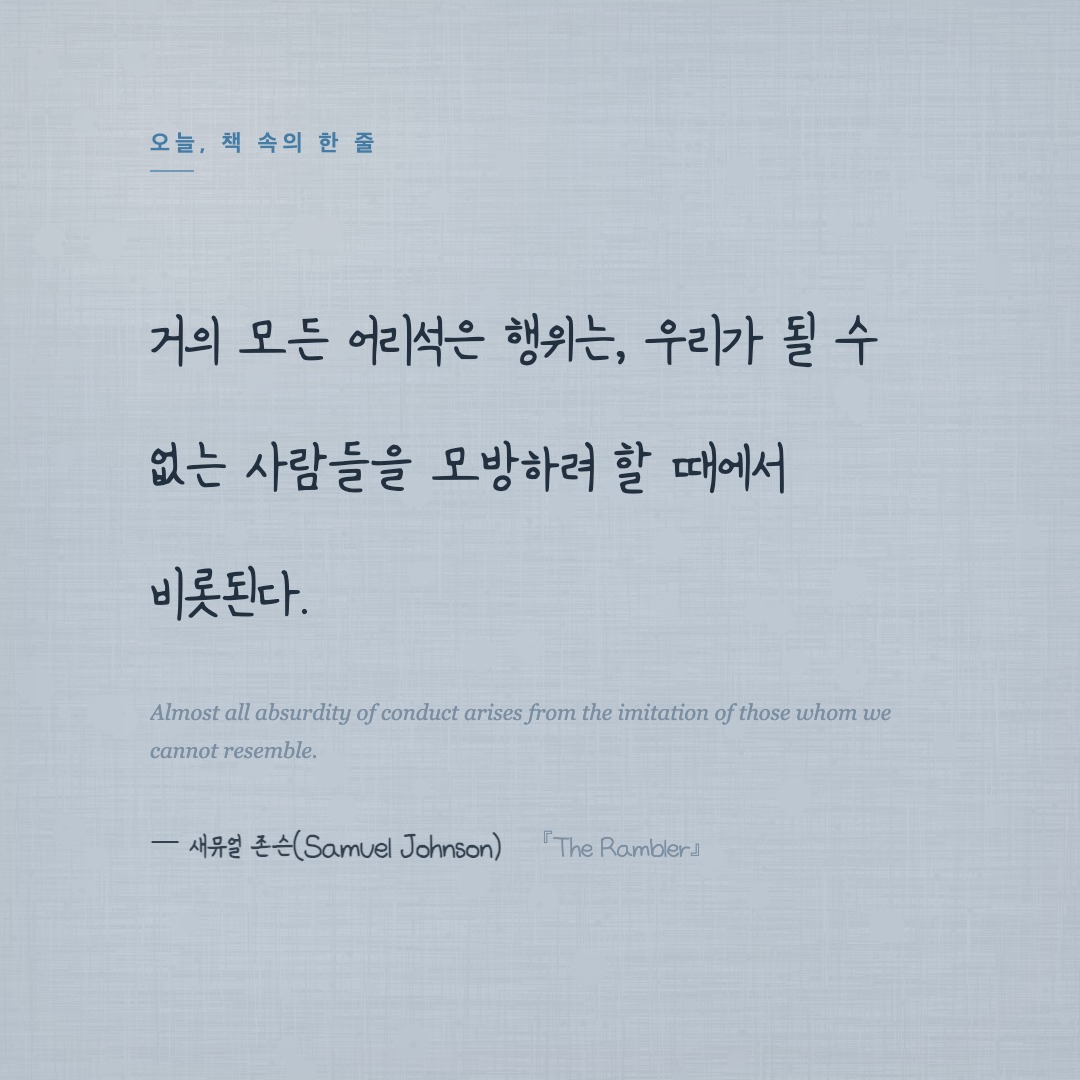 오늘, 책 속의 한 줄
거의 모든 어리석은 행위는, 우리가 될 수
없는 사람들을 모방하려 할 때에서
비롯된다.
Almost all absurdity of conduct arises from the imitation of those whom we
cannot resemble.
— 새뮤얼 존슨(Samuel Johnson) 『The Rambler』